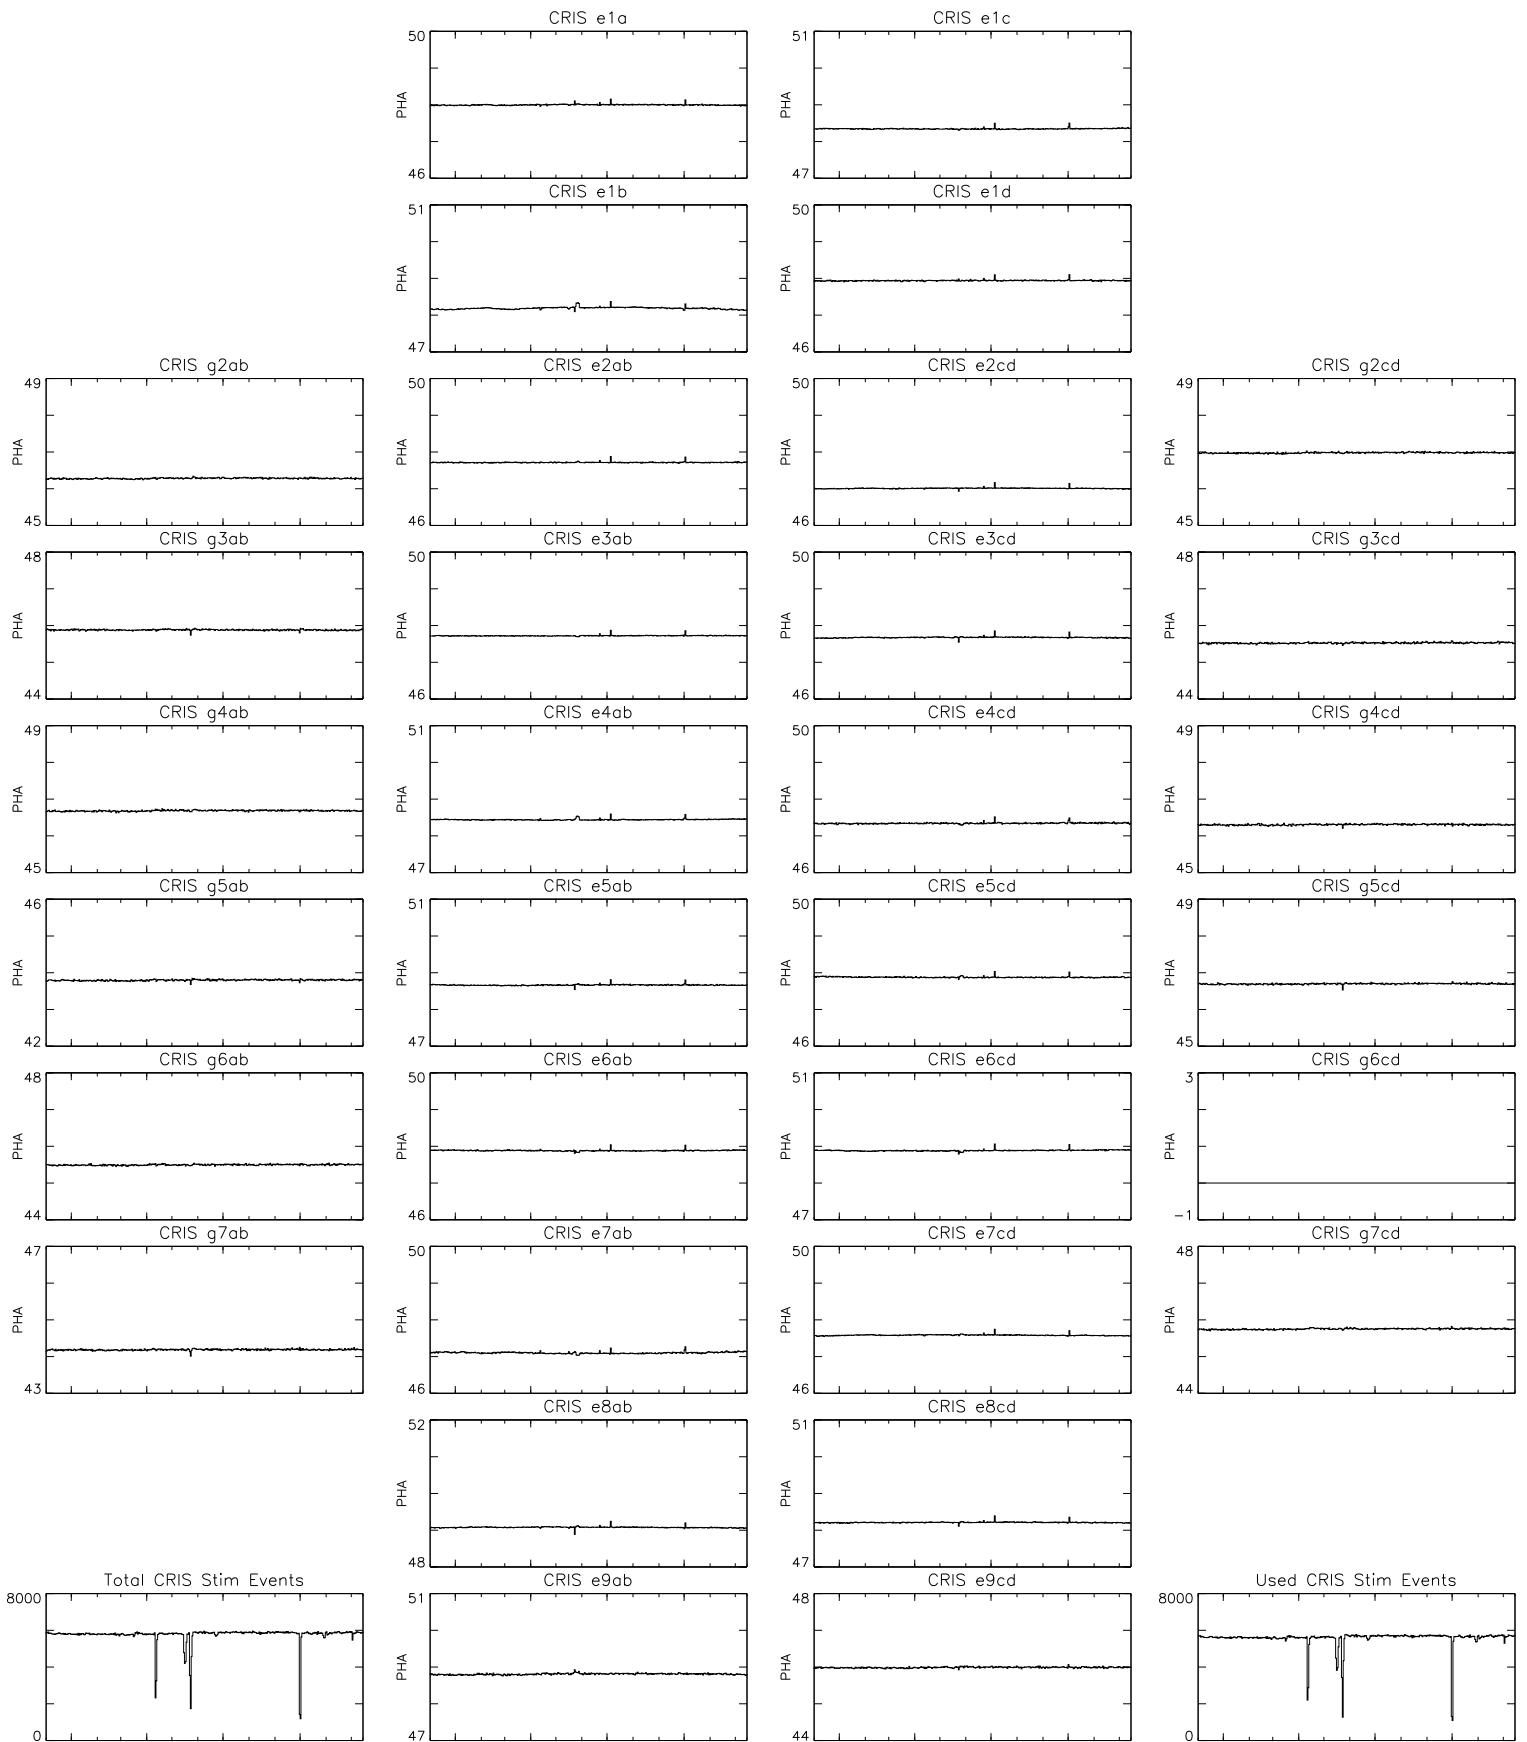 CRIS e1a
50
PHA
46
CRIS e1c
51
PHA
47
CRIS e1b
51
PHA
47
CRIS e1d
50
PHA
46
CRIS g2ab
49
PHA
45
CRIS e2ab
50
PHA
46
CRIS e2cd
50
PHA
46
CRIS g2cd
49
PHA
45
CRIS g3ab
48
PHA
44
CRIS e3ab
50
PHA
46
CRIS e3cd
50
PHA
46
CRIS g3cd
48
PHA
44
CRIS g4ab
49
PHA
45
CRIS e4ab
51
PHA
47
CRIS e4cd
50
PHA
46
CRIS g4cd
49
PHA
45
CRIS g5ab
46
PHA
42
CRIS e5ab
51
PHA
47
CRIS e5cd
50
PHA
46
CRIS g5cd
49
PHA
45
CRIS g6ab
48
PHA
44
CRIS e6ab
50
PHA
46
CRIS e6cd
51
PHA
47
CRIS g6cd
3
PHA
-1
CRIS g7ab
47
PHA
43
CRIS e7ab
50
PHA
46
CRIS e7cd
50
PHA
46
CRIS g7cd
48
PHA
44
CRIS e8ab
52
PHA
48
CRIS e8cd
51
PHA
47
Total CRIS Stim Events
8000
0
CRIS e9ab
51
PHA
47
CRIS e9cd
48
PHA
44
Used CRIS Stim Events
8000
0